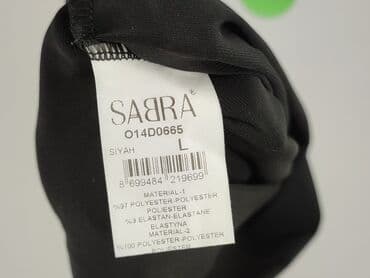 SABRA
O14D0665
SIYAH
L
8 699484 219699
MATERIAL-1
%97 POLYESTER-POLYESTER
POLIESTER
%3 ELASTAN-ELASTANE
ELASTYNA
MATERIAL-2
%100 POLYESTER-POLYESTER